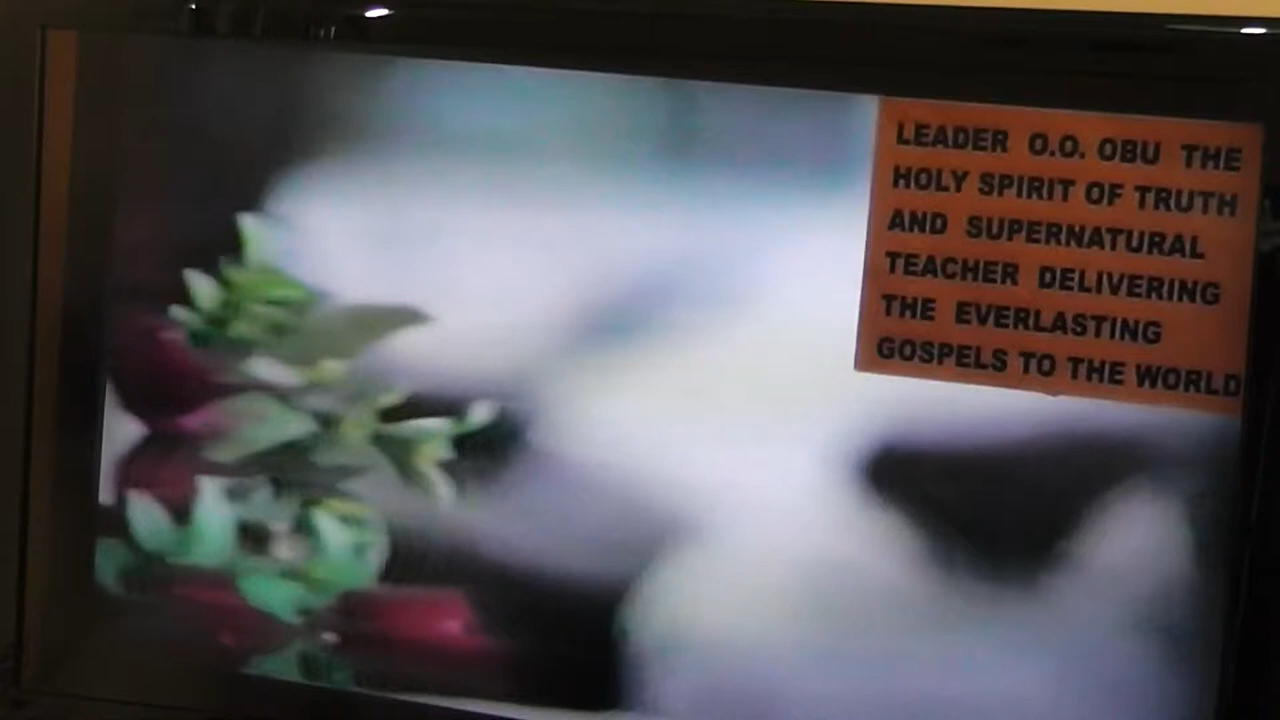 LEADER O.O. OBU THE
HOLY SPIRIT OF TRUTH
AND SUPERNATURAL
TEACHER DELIVERING
THE EVERLASTING
GOSPELS TO THE WORLD